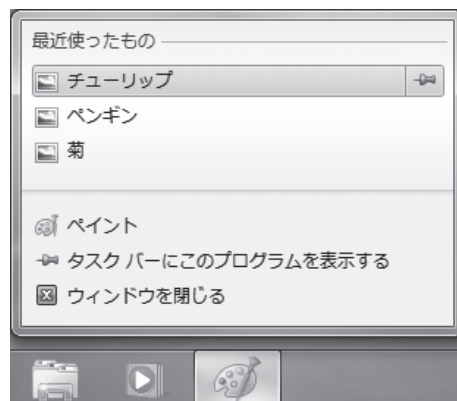 最近使ったもの
チューリップ
ペンギン
菊
ペイント
タスク バーにこのプログラムを表示する
ウィンドウを閉じる